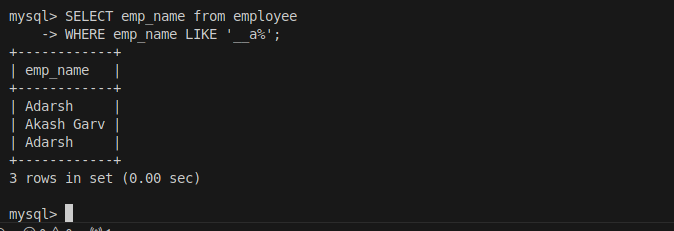 mysql> SELECT emp_name from employee
    -> WHERE emp_name LIKE '__a%';
+------------+
| emp_name   |
+------------+
| Adarsh     |
| Akash Garv |
| Adarsh     |
+------------+
3 rows in set (0.00 sec)
mysql>